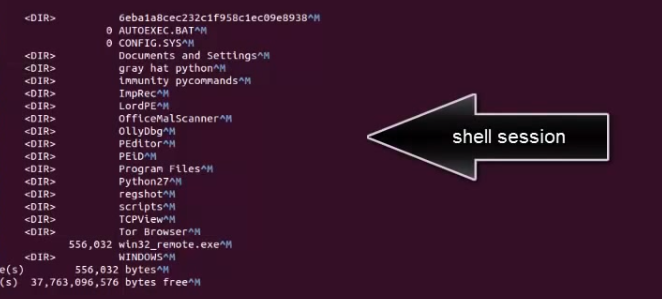 <DIR> 6eba1a8cec232c1f958c1ec09e8938^M
0 AUTOEXEC.BAT^M
0 CONFIG.SYS^M
<DIR> Documents and Settings^M
<DIR> gray hat python^M
<DIR> immunity pycommands^M
<DIR> ImpRec^M
<DIR> LordPE^M
<DIR> OfficeMalScanner^M
<DIR> OllyDbg^M
<DIR> PEditor^M
<DIR> PEiD^M
<DIR> Program Files^M
<DIR> Python27^M
<DIR> regshot^M
<DIR> scripts^M
<DIR> TCPView^M
<DIR> Tor Browser^M
556,032 win32_remote.exe^M
<DIR> WINDOWS^M
e(s) 556,032 bytes^M
(s) 37,763,096,576 bytes free^M
shell session